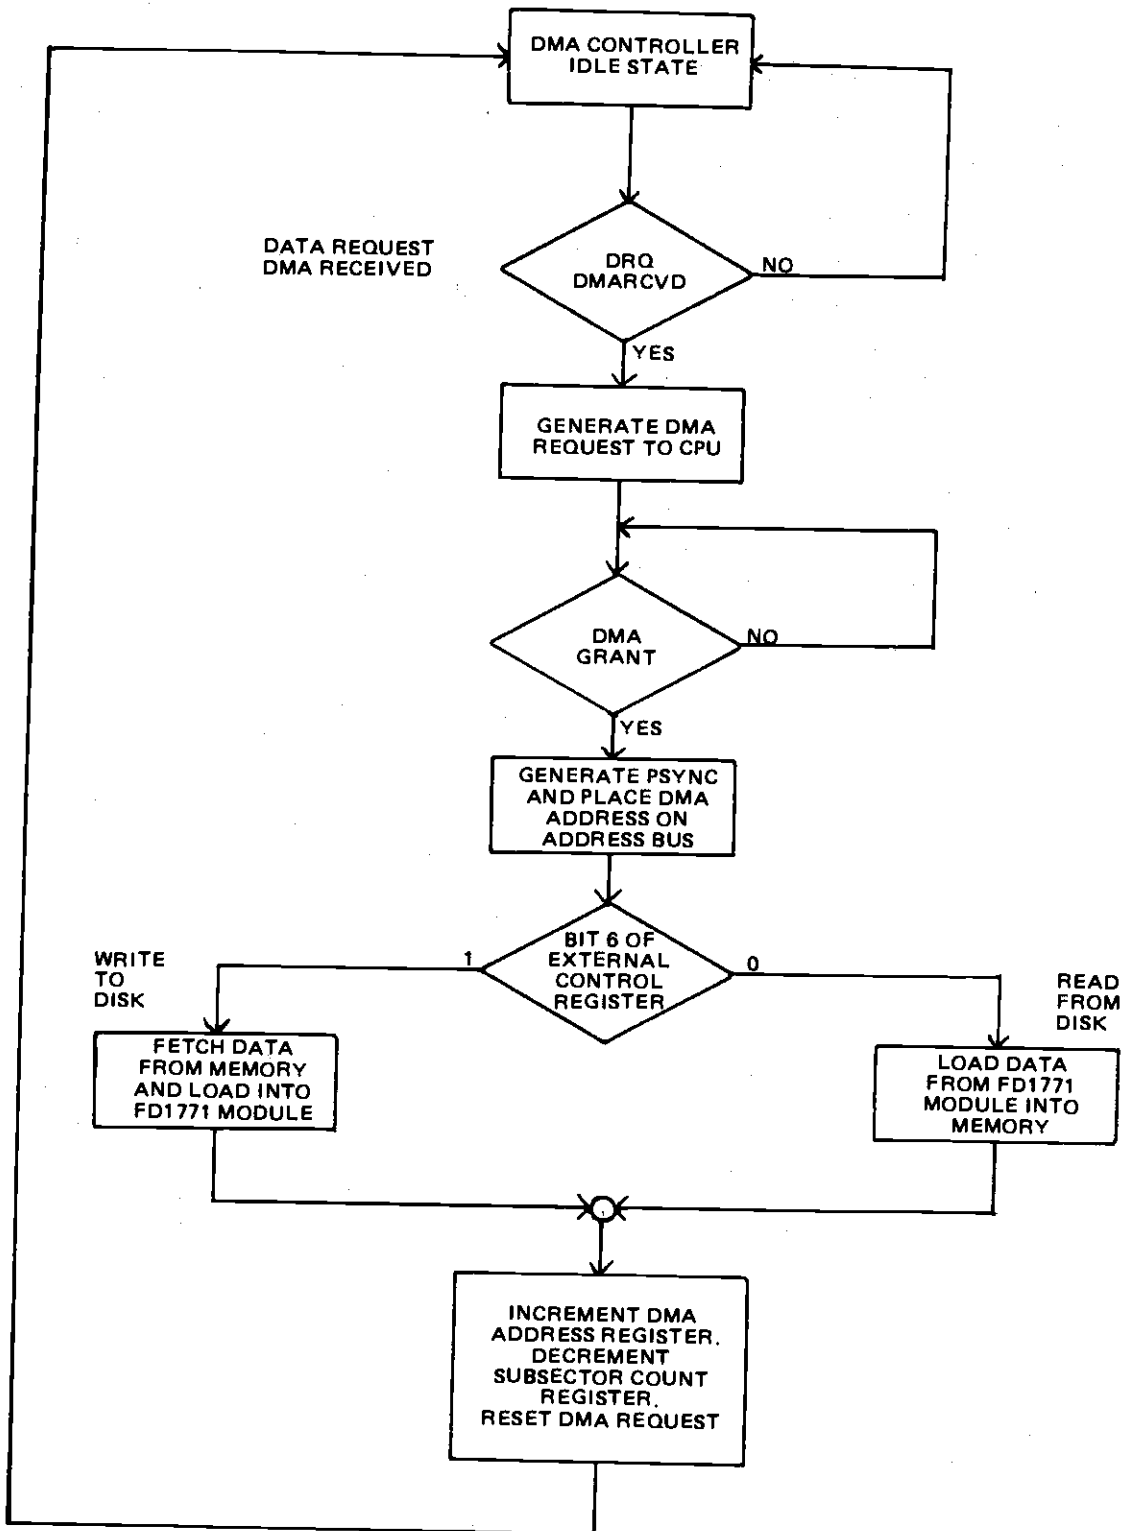 DMA CONTROLLER
IDLE STATE
DATA REQUEST
DMA RECEIVED
DRQ
DMARCVD
NO
YES
GENERATE DMA
REQUEST TO CPU
DMA
GRANT
NO
YES
GENERATE PSYNC
AND PLACE DMA
ADDRESS ON
ADDRESS BUS
BIT 6 OF
EXTERNAL
CONTROL
REGISTER
1
0
WRITE
TO
DISK
READ
FROM
DISK
FETCH DATA
FROM MEMORY
AND LOAD INTO
FD1771 MODULE
LOAD DATA
FROM FD1771
MODULE INTO
MEMORY
INCREMENT DMA
ADDRESS REGISTER.
DECREMENT
SUBSECTOR COUNT
REGISTER.
RESET DMA REQUEST